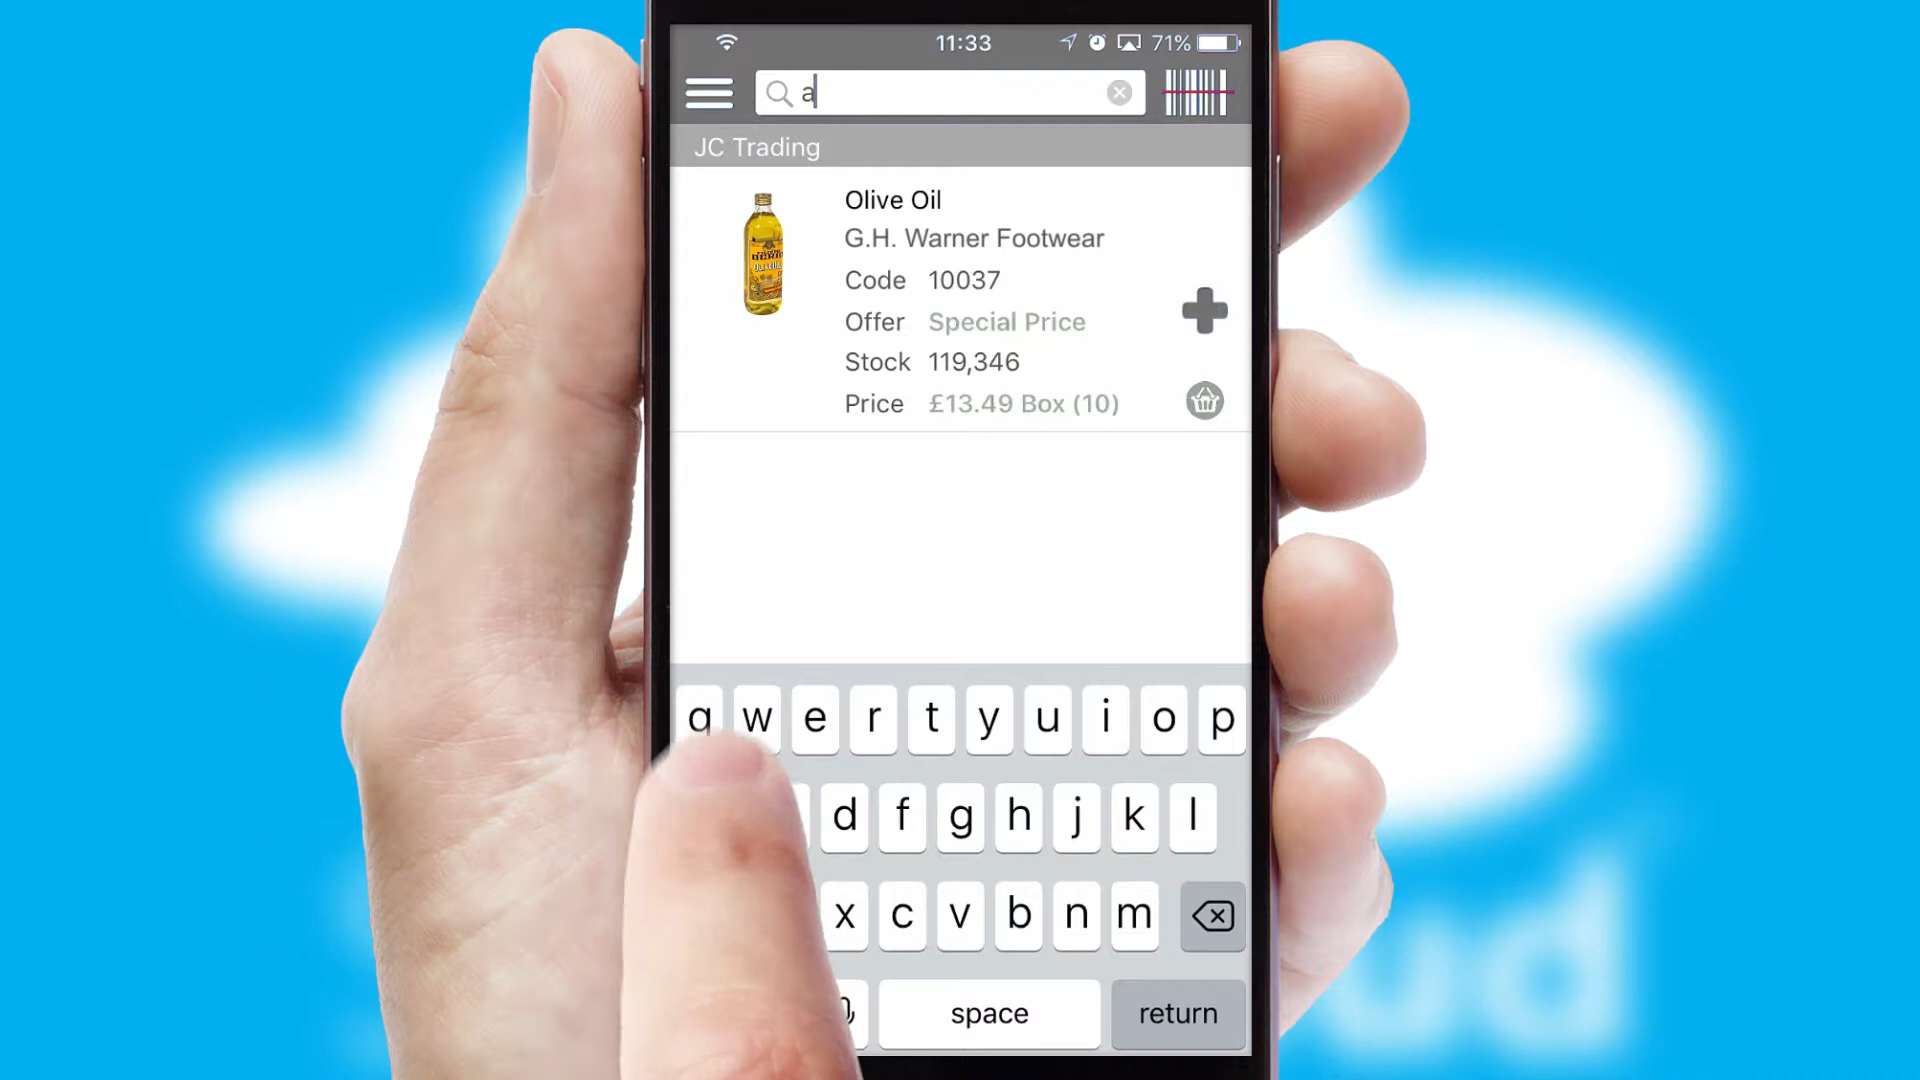 11:33
71%
a
JC Trading
Olive Oil
G.H. Warner Footwear
Code 10037
Offer Special Price
Stock 119,346
Price £13.49 Box (10)
q w e r t y u i o p
d f g h j k l
x c v b n m
space return
ud